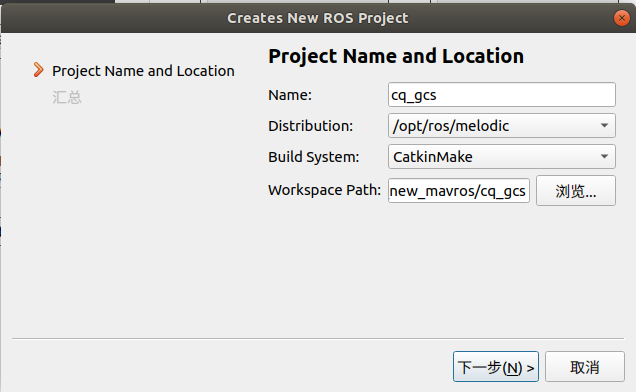 Creates New ROS Project
Project Name and Location
汇总
Project Name and Location
Name: cq_gcs
Distribution: /opt/ros/melodic
Build System: CatkinMake
Workspace Path: new_mavros/cq_gcs 浏览...
下一步(N) > 取消